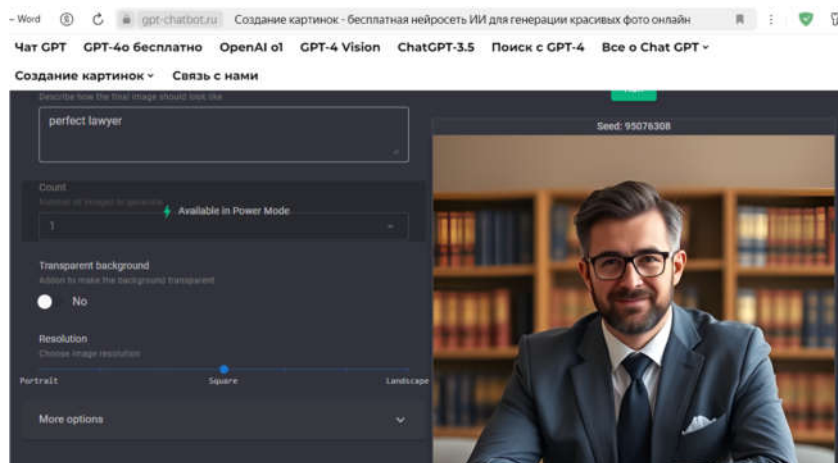 - Word
gpt-chatbot.ru
Создание картинок - бесплатная нейросеть ИИ для генерации красивых фото онлайн
Чат GPT GPT-4o бесплатно OpenAI o1 GPT-4 Vision ChatGPT-3.5 Поиск с GPT-4 Все о Chat GPT
Создание картинок Связь с нами
Describe how the final image should look like
perfect lawyer
Seed: 95076308
Count
Number of images to generate
Available in Power Mode
1
Transparent background
Addon to make the background transparent
No
Resolution
Choose image resolution
Portrait Square Landscape
More options